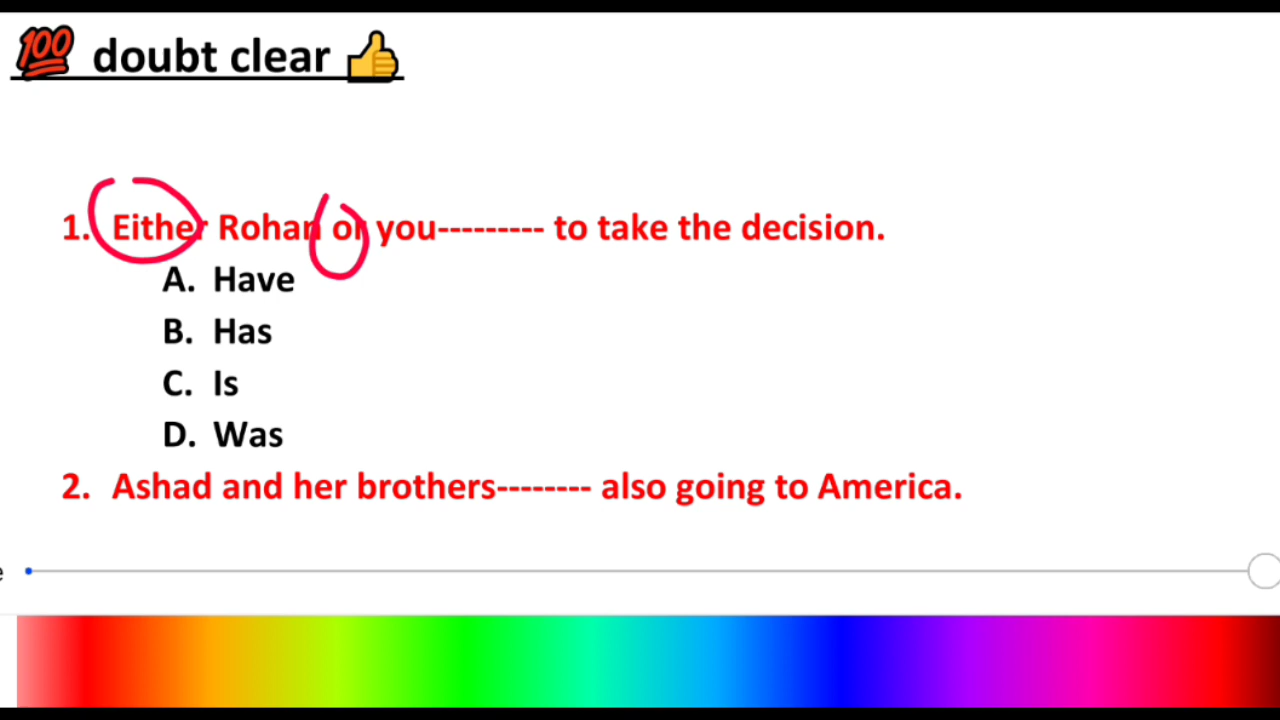 💯 doubt clear 👍
1. Either Rohan or you--------- to take the decision.
A. Have
B. Has
C. Is
D. Was
2. Ashad and her brothers-------- also going to America.
e